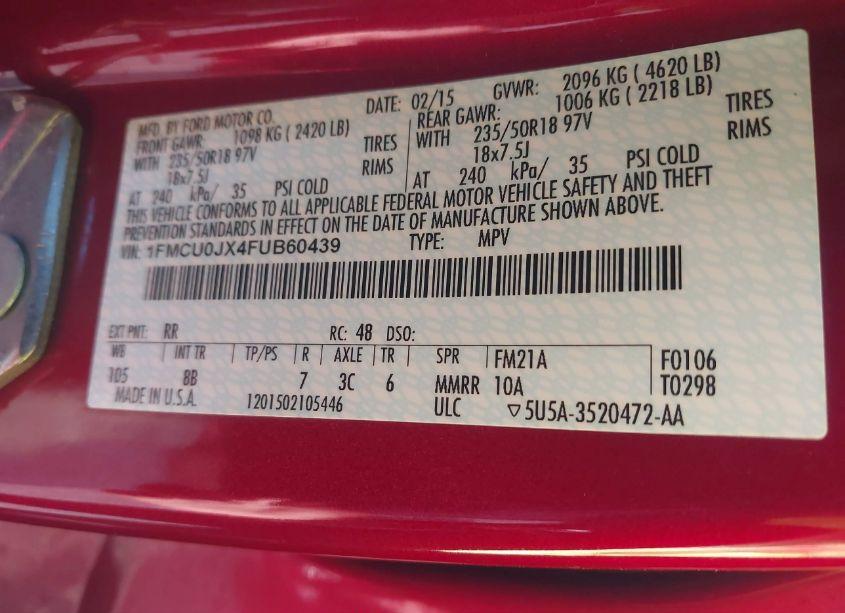 MFD. BY FORD MOTOR CO.
DATE: 02/15 GVWR: 2096 KG ( 4620 LB)
FRONT GAWR: 1098 KG ( 2420 LB)
WITH 235/50R18 97V TIRES
18x7.5J RIMS
AT 240 kPa/ 35 PSI COLD
REAR GAWR: 1006 KG ( 2218 LB)
WITH 235/50R18 97V TIRES
18x7.5J RIMS
AT 240 kPa/ 35 PSI COLD
THIS VEHICLE CONFORMS TO ALL APPLICABLE FEDERAL MOTOR VEHICLE SAFETY AND THEFT
PREVENTION STANDARDS IN EFFECT ON THE DATE OF MANUFACTURE SHOWN ABOVE.
VIN: 1FMCU0JX4FUB60439 TYPE: MPV
EXT PNT: RR RC: 48 DSO:
WB INT TR TP/PS R AXLE TR SPR FM21A F0106
105 8B 7 3C 6 MMRR 10A T0298
MADE IN U.S.A. 1201502105446 ULC ▽5U5A-3520472-AA